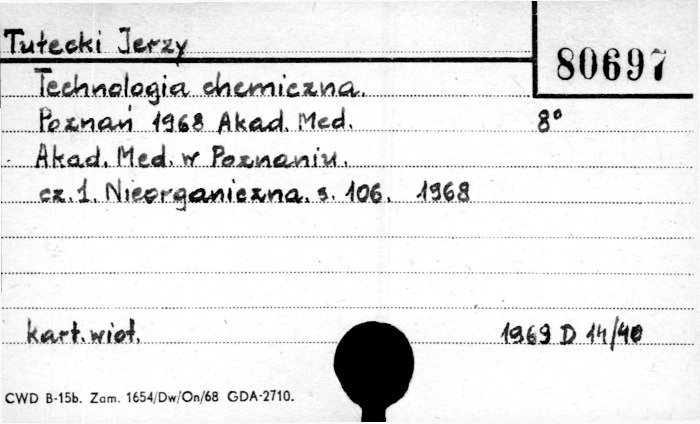 Tułecki Jerzy
80697
Technologia chemiczna.
Poznań 1968 Akad. Med. 8°
Akad. Med. w Poznaniu.
cz. 1. Nieorganiczna. s. 106. 1968
kart. wiot. 1969 D 14/40
CWD B-15b. Zam. 1654/Dw/On/68 GDA-2710.